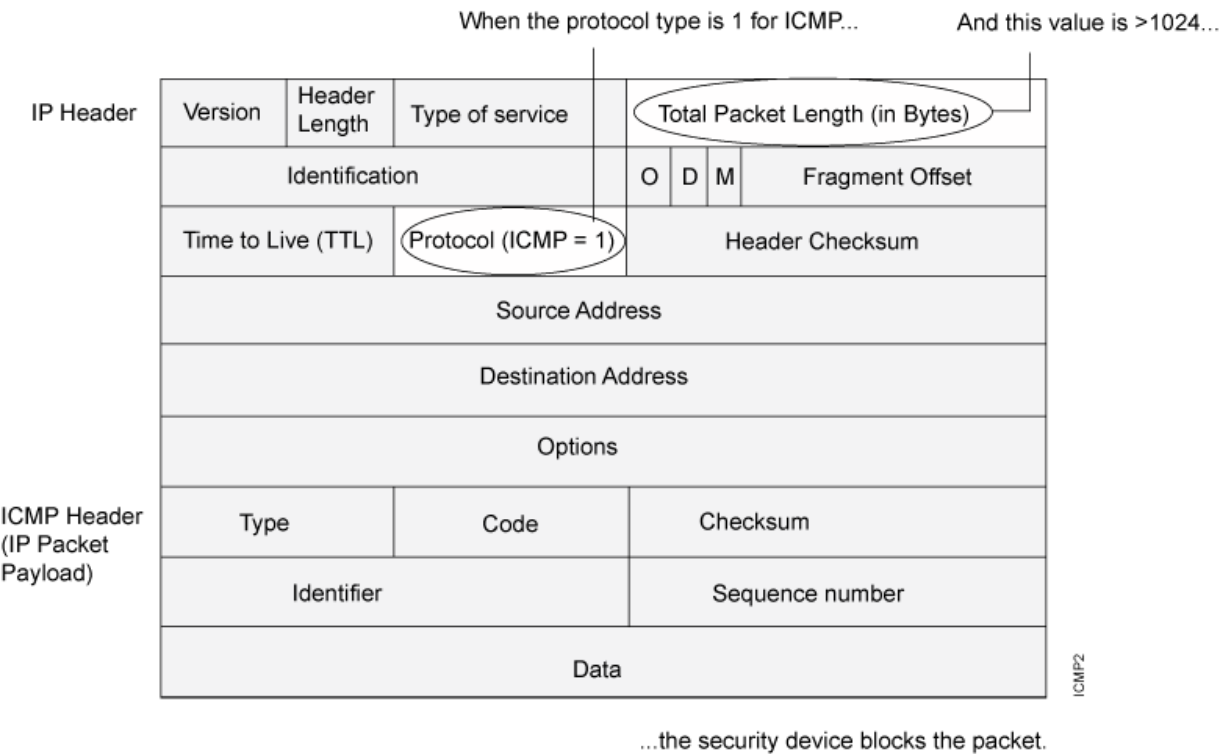 When the protocol type is 1 for ICMP...
And this value is >1024...
IP Header
Version
Header
Length
Type of service
Total Packet Length (in Bytes)
Identification
O
D
M
Fragment Offset
Time to Live (TTL)
Protocol (ICMP = 1)
Header Checksum
Source Address
Destination Address
Options
ICMP Header
(IP Packet
Payload)
Type
Code
Checksum
Identifier
Sequence number
Data
ICMP2
...the security device blocks the packet.